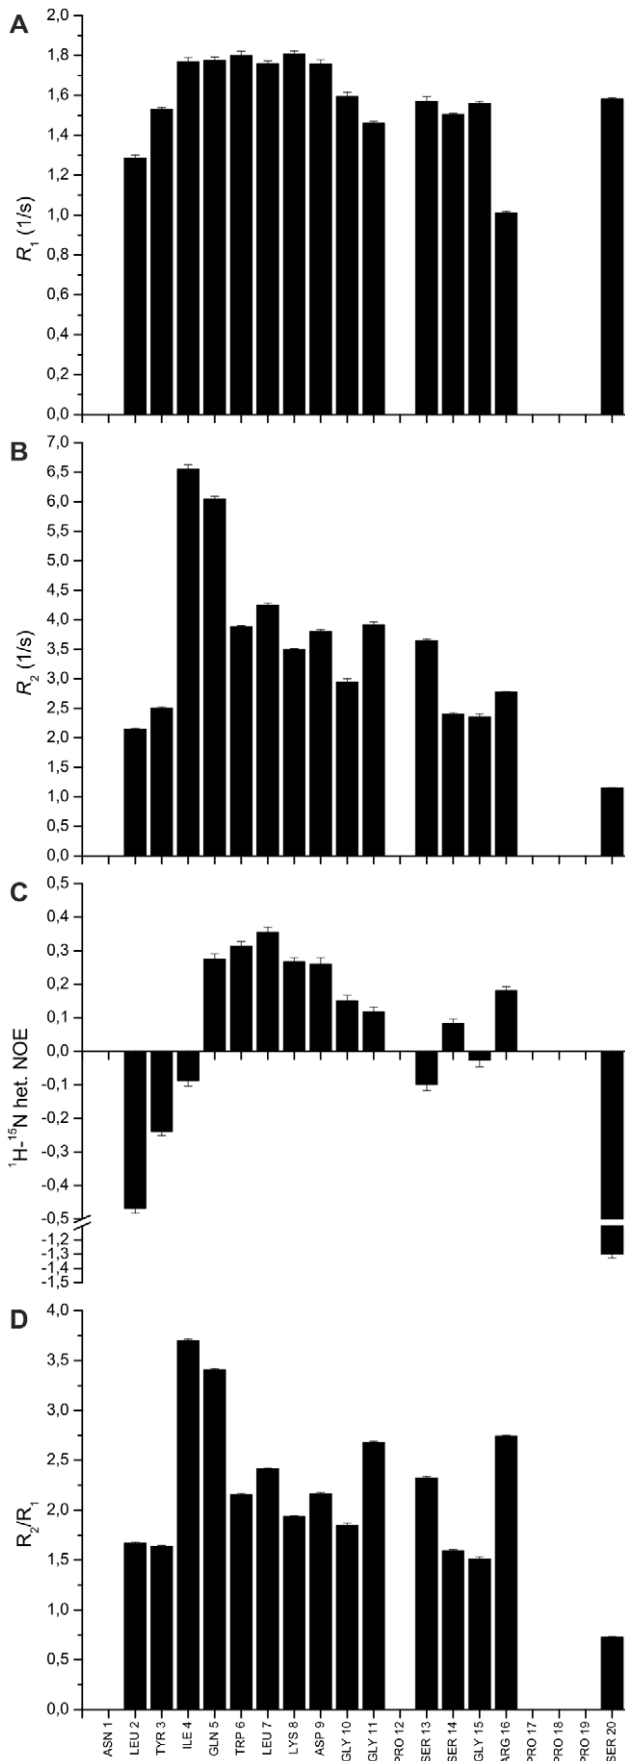 A
2,0
1,8
1,6
1,4
1,2
1,0
0,8
0,6
0,4
0,2
0,0
R1 (1/s)
B
7,0
6,5
6,0
5,5
5,0
4,5
4,0
3,5
3,0
2,5
2,0
1,5
1,0
0,5
0,0
R2 (1/s)
C
0,5
0,4
0,3
0,2
0,1
0,0
-0,1
-0,2
-0,3
-0,4
-0,5
-1,2
-1,3
-1,4
-1,5
¹H-¹⁵N het. NOE
D
4,0
3,5
3,0
2,5
2,0
1,5
1,0
0,5
0,0
R2/R1
ASN 1
LEU 2
TYR 3
ILE 4
GLN 5
TRP 6
LEU 7
LYS 8
ASP 9
GLY 10
GLY 11
PRO 12
SER 13
SER 14
GLY 15
ARG 16
PRO 17
PRO 18
PRO 19
SER 20